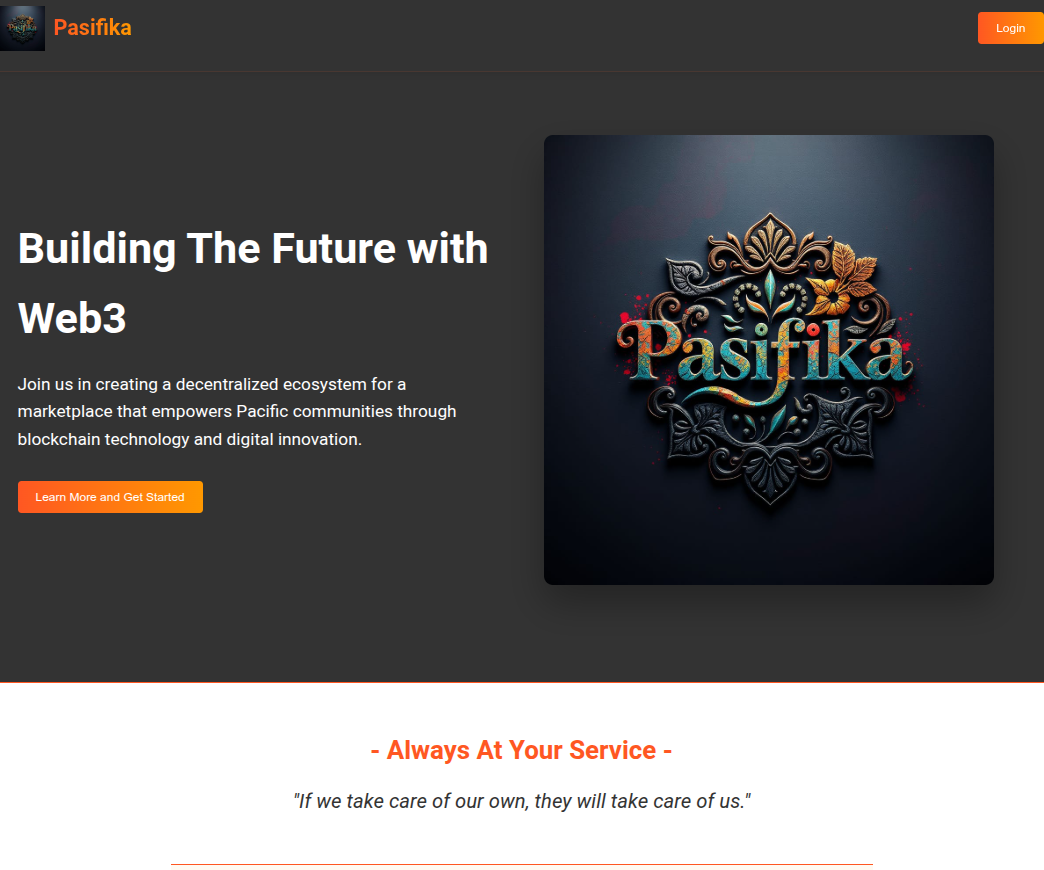 Pasifika
Pasifika
Login
Building The Future with
Web3
Join us in creating a decentralized ecosystem for a
marketplace that empowers Pacific communities through
blockchain technology and digital innovation.
Learn More and Get Started
Pasifika
- Always At Your Service -
"If we take care of our own, they will take care of us."